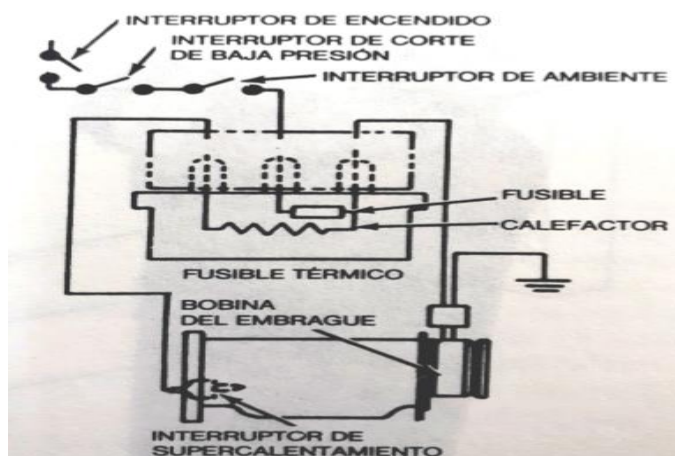 INTERRUPTOR DE ENCENDIDO
INTERRUPTOR DE CORTE
DE BAJA PRESIÓN
INTERRUPTOR DE AMBIENTE
FUSIBLE
CALEFACTOR
FUSIBLE TÉRMICO
BOBINA
DEL EMBRAGUE
INTERRUPTOR DE
SUPERCALENTAMIENTO